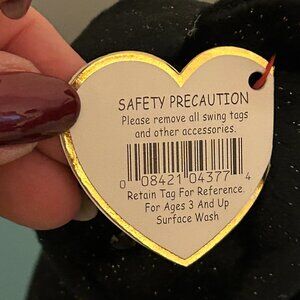 SAFETY PRECAUTION
Please remove all swing tags
and other accessories.
0 08421 04377 4
Retain Tag For Reference.
For Ages 3 And Up
Surface Wash